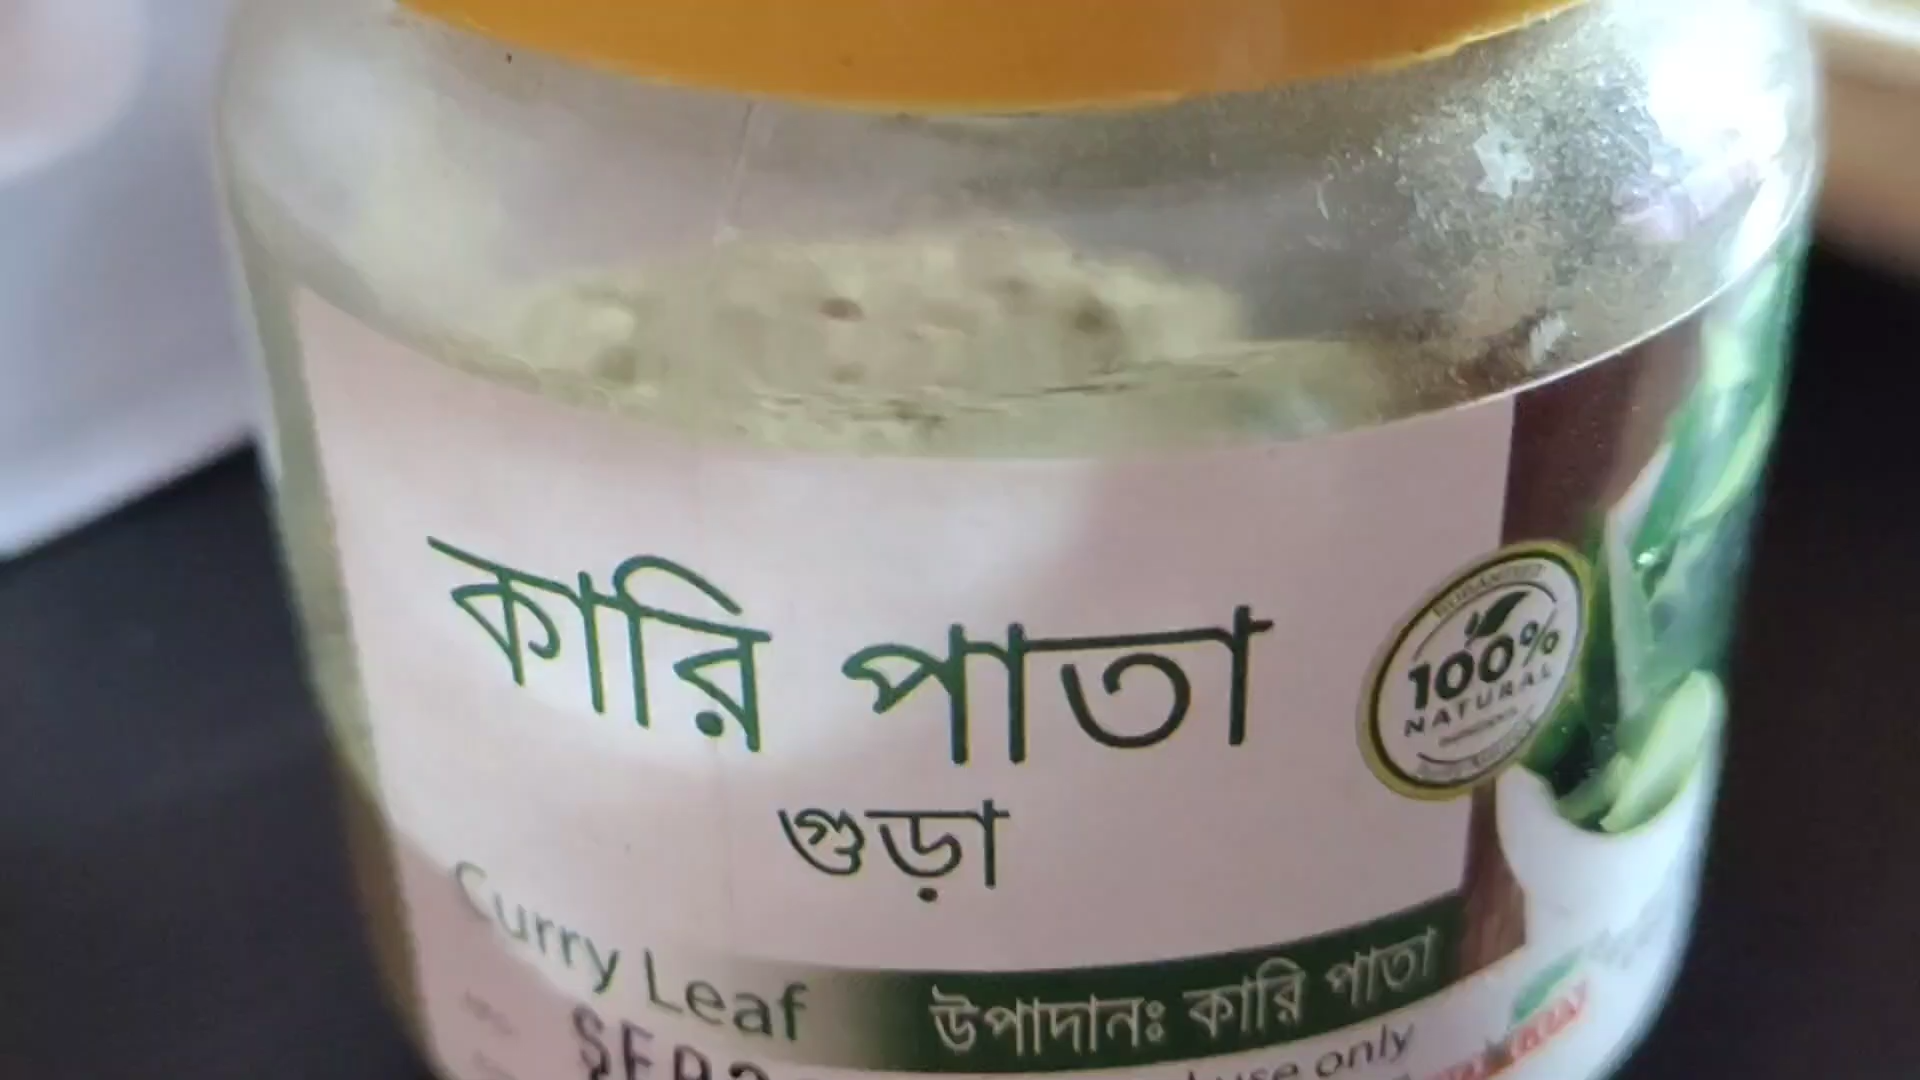 কারি পাতা
গুড়া
100%
NATURAL
Curry Leaf
উপাদানঃ কারি পাতা
use only